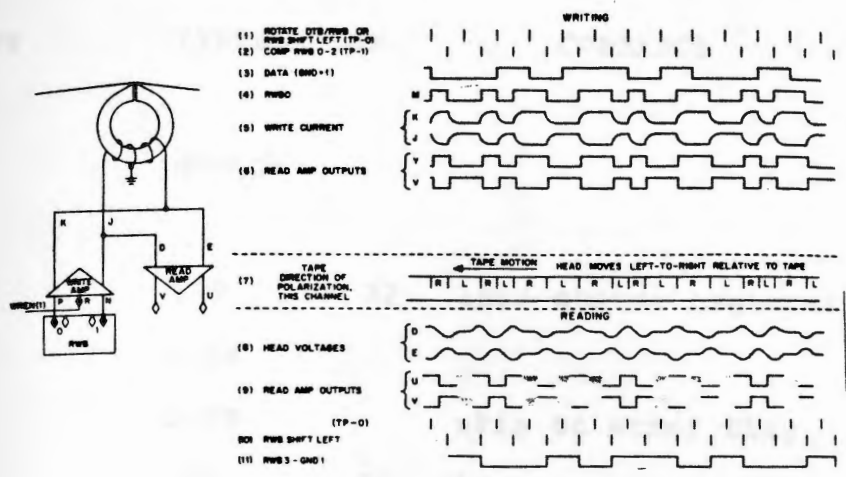 WRITING
(1) ROTATE DTB/RWB OR
RWB SHIFT LEFT (TP-0)
(2) COMP RWB 0-2 (TP-1)
(3) DATA (GND=1)
(4) RWB0 M
(5) WRITE CURRENT K
J
(6) READ AMP OUTPUTS Y
V
K J
D E
WRITE AMP
READ AMP
P R N
V U
WREN(1)
0 1
RWB
(7) TAPE
DIRECTION OF
POLARIZATION,
THIS CHANNEL
TAPE MOTION HEAD MOVES LEFT-TO-RIGHT RELATIVE TO TAPE
READING
(8) HEAD VOLTAGES D
E
(9) READ AMP OUTPUTS U
V
(TP-0)
(10) RWB SHIFT LEFT
(11) RWB 3 - GND 1